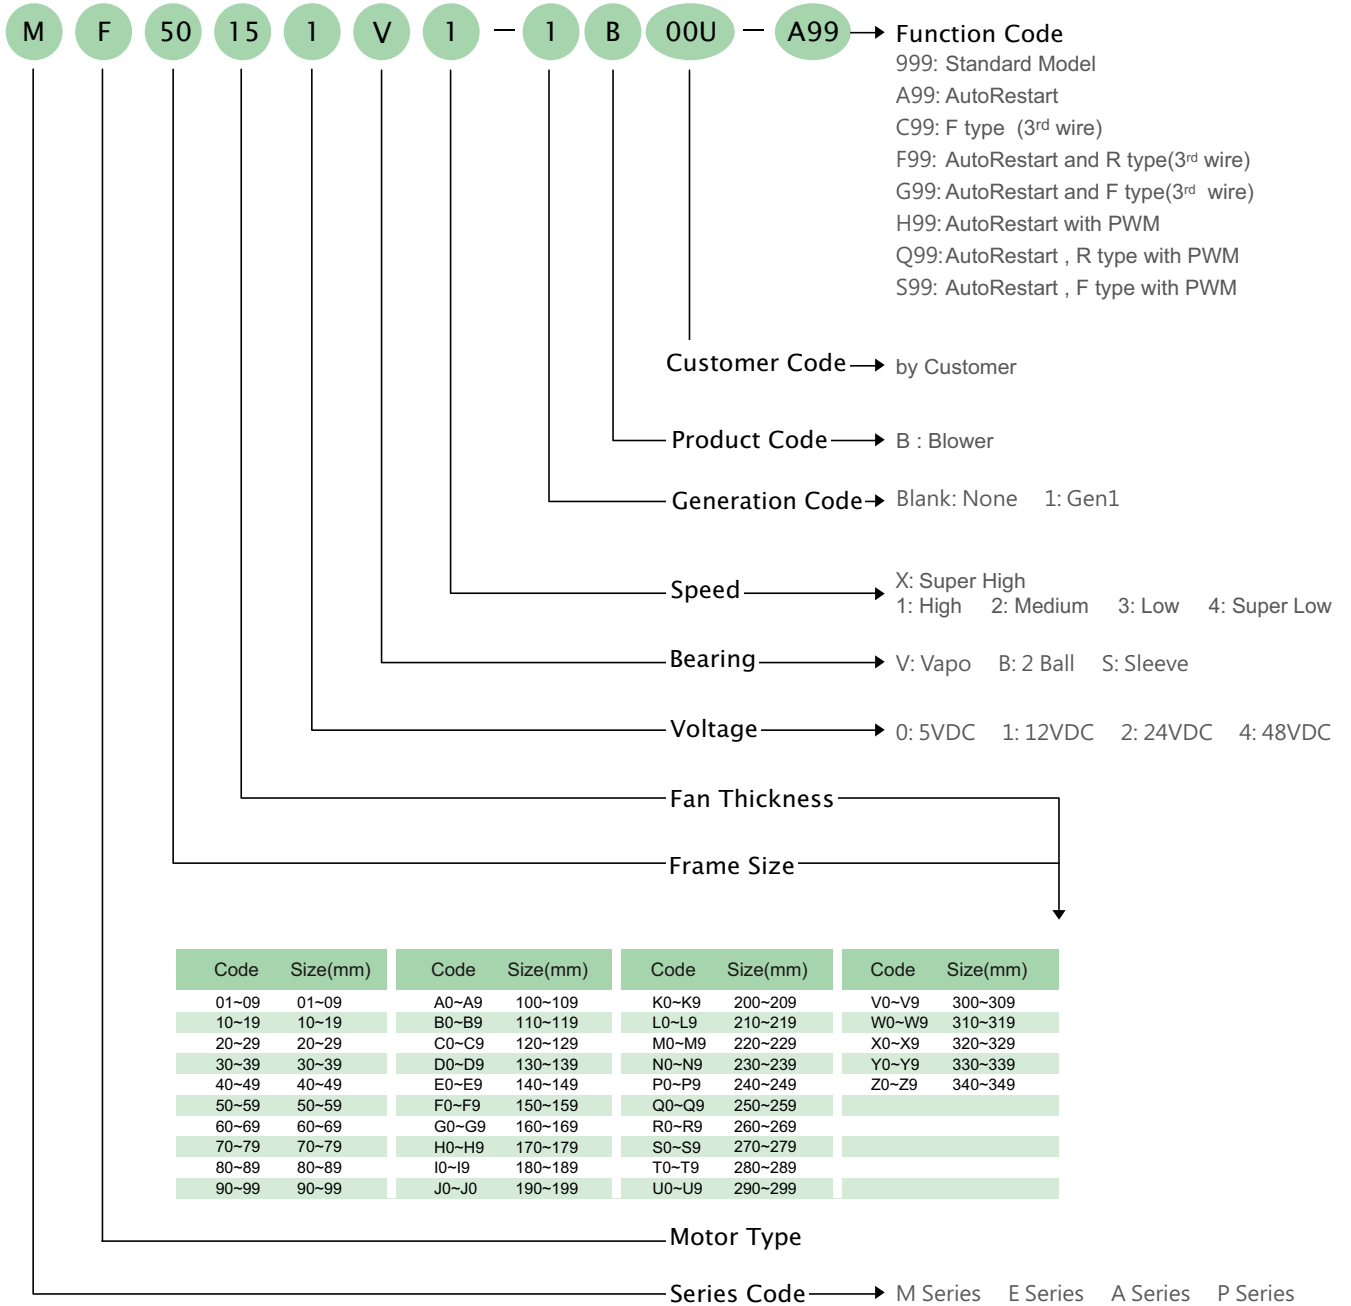 M F 50 15 1 V 1 – 1 B 00U – A99 Function Code
999: Standard Model
A99: AutoRestart
C99: F type (3rd wire)
F99: AutoRestart and R type(3rd wire)
G99: AutoRestart and F type(3rd wire)
H99: AutoRestart with PWM
Q99: AutoRestart , R type with PWM
S99: AutoRestart , F type with PWM
Customer Code by Customer
Product Code B : Blower
Generation Code Blank: None 1: Gen1
Speed X: Super High
1: High 2: Medium 3: Low 4: Super Low
Bearing V: Vapo B: 2 Ball S: Sleeve
Voltage 0: 5VDC 1: 12VDC 2: 24VDC 4: 48VDC
Fan Thickness
Frame Size
Code Size(mm) Code Size(mm) Code Size(mm) Code Size(mm)
01~09 01~09 A0~A9 100~109 K0~K9 200~209 V0~V9 300~309
10~19 10~19 B0~B9 110~119 L0~L9 210~219 W0~W9 310~319
20~29 20~29 C0~C9 120~129 M0~M9 220~229 X0~X9 320~329
30~39 30~39 D0~D9 130~139 N0~N9 230~239 Y0~Y9 330~339
40~49 40~49 E0~E9 140~149 P0~P9 240~249 Z0~Z9 340~349
50~59 50~59 F0~F9 150~159 Q0~Q9 250~259
60~69 60~69 G0~G9 160~169 R0~R9 260~269
70~79 70~79 H0~H9 170~179 S0~S9 270~279
80~89 80~89 I0~I9 180~189 T0~T9 280~289
90~99 90~99 J0~J0 190~199 U0~U9 290~299
Motor Type
Series Code M Series E Series A Series P Series